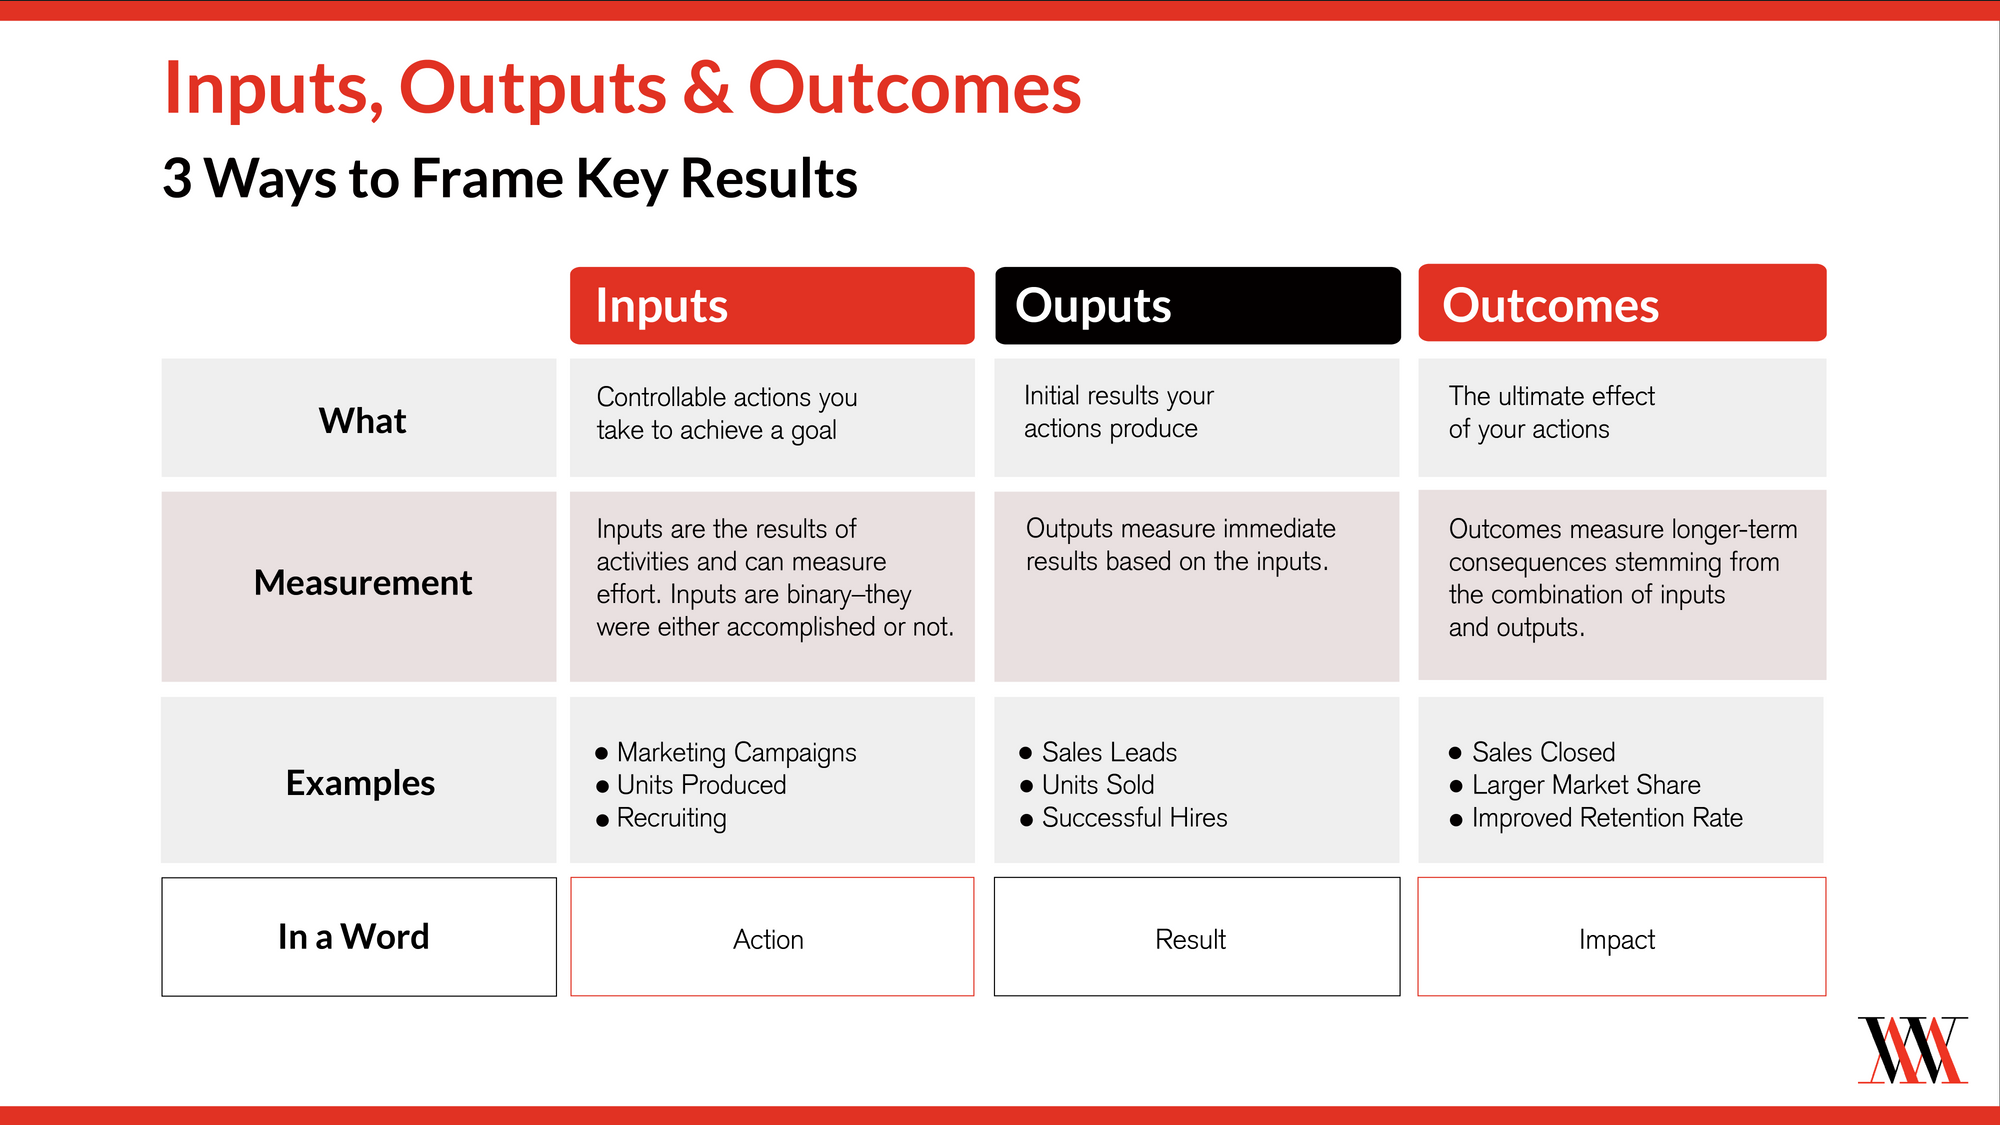 Inputs, Outputs & Outcomes
3 Ways to Frame Key Results
Inputs
Ouputs
Outcomes
What
Controllable actions you
take to achieve a goal
Initial results your
actions produce
The ultimate effect
of your actions
Measurement
Inputs are the results of
activities and can measure
effort. Inputs are binary–they
were either accomplished or not.
Outputs measure immediate
results based on the inputs.
Outcomes measure longer-term
consequences stemming from
the combination of inputs
and outputs.
Examples
● Marketing Campaigns
● Units Produced
● Recruiting
● Sales Leads
● Units Sold
● Successful Hires
● Sales Closed
● Larger Market Share
● Improved Retention Rate
In a Word
Action
Result
Impact